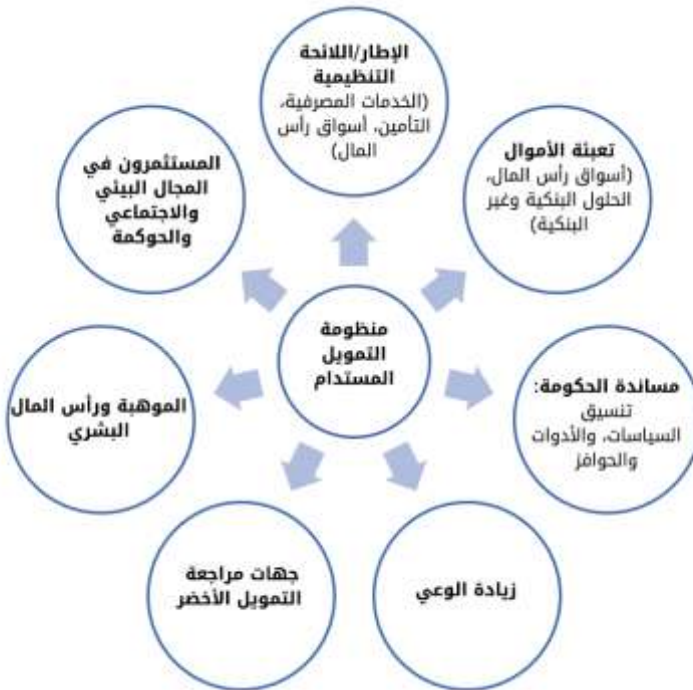 الإطار/اللائحة
التنظيمية
(الخدمات المصرفية،
التأمين، أسواق رأس
المال)
تعبئة الأموال
(أسواق رأس المال،
الحلول البنكية وغير
البنكية)
المستثمرون في
المجال البيئي
والاجتماعي
والحوكمة
منظومة
التمويل
المستدام
مساندة الحكومة:
تنسيق
السياسات، والأدوات
والحوافز
الموهبة ورأس المال
البشري
زيادة الوعي
جهات مراجعة
التمويل الأخضر